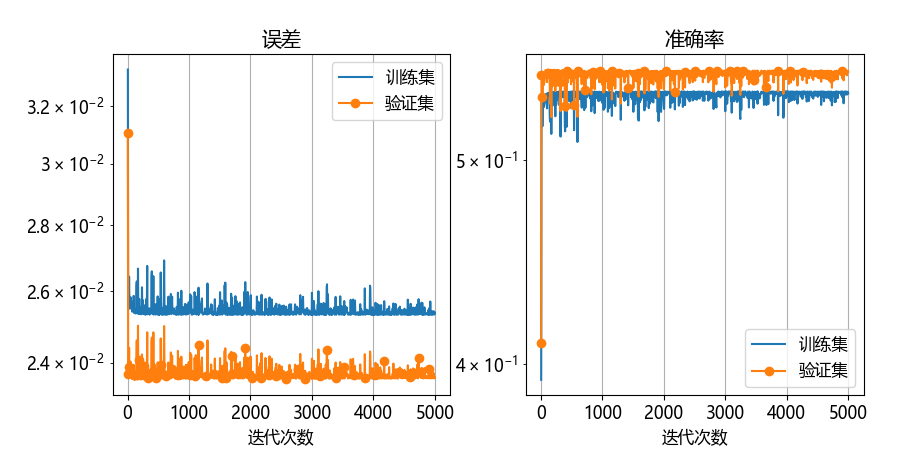 误差
训练集
验证集
3.2 × 10⁻²
3 × 10⁻²
2.8 × 10⁻²
2.6 × 10⁻²
2.4 × 10⁻²
0 1000 2000 3000 4000 5000
迭代次数
准确率
5 × 10⁻¹
4 × 10⁻¹
训练集
验证集
0 1000 2000 3000 4000 5000
迭代次数